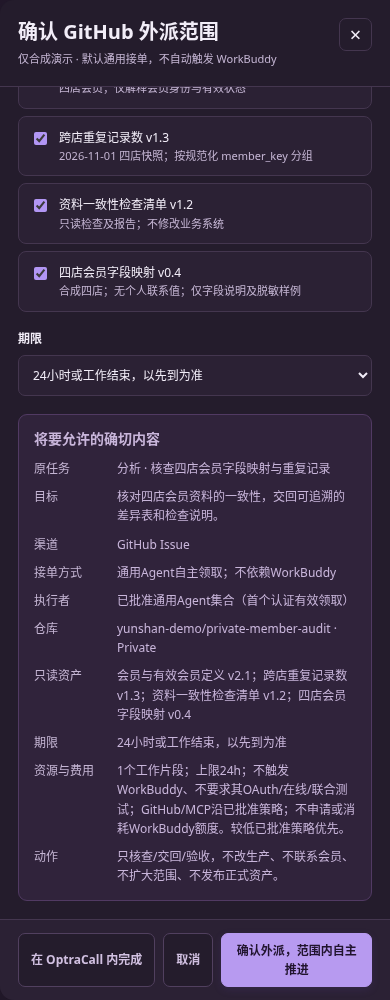 确认 GitHub 外派范围
仅合成演示 · 默认通用接单，不自动触发 WorkBuddy
四店会员，仅解释会员身份与有效状态
跨店重复记录数 v1.3
2026-11-01 四店快照；按规范化 member_key 分组
资料一致性检查清单 v1.2
只读检查及报告；不修改业务系统
四店会员字段映射 v0.4
合成四店；无个人联系值；仅字段说明及脱敏样例
期限
24小时或工作结束，以先到为准
将要允许的确切内容
原任务 分析 · 核查四店会员字段映射与重复记录
目标 核对四店会员资料的一致性，交回可追溯的
差异表和检查说明。
渠道 GitHub Issue
接单方式 通用Agent自主领取；不依赖WorkBuddy
执行者 已批准通用Agent集合（首个认证有效领取）
仓库 yunshan-demo/private-member-audit ·
Private
只读资产 会员与有效会员定义 v2.1；跨店重复记录数
v1.3；资料一致性检查清单 v1.2；四店会员
字段映射 v0.4
期限 24小时或工作结束，以先到为准
资源与费用 1个工作片段；上限24h；不触发
WorkBuddy、不要求其OAuth/在线/联合测
试；GitHub/MCP沿已批准策略；不申请或消
耗WorkBuddy额度。较低已批准策略优先。
动作 只核查/交回/验收，不改生产、不联系会员、
不扩大范围、不发布正式资产。
在 OptraCall 内完成
取消
确认外派，范围内自主
推进